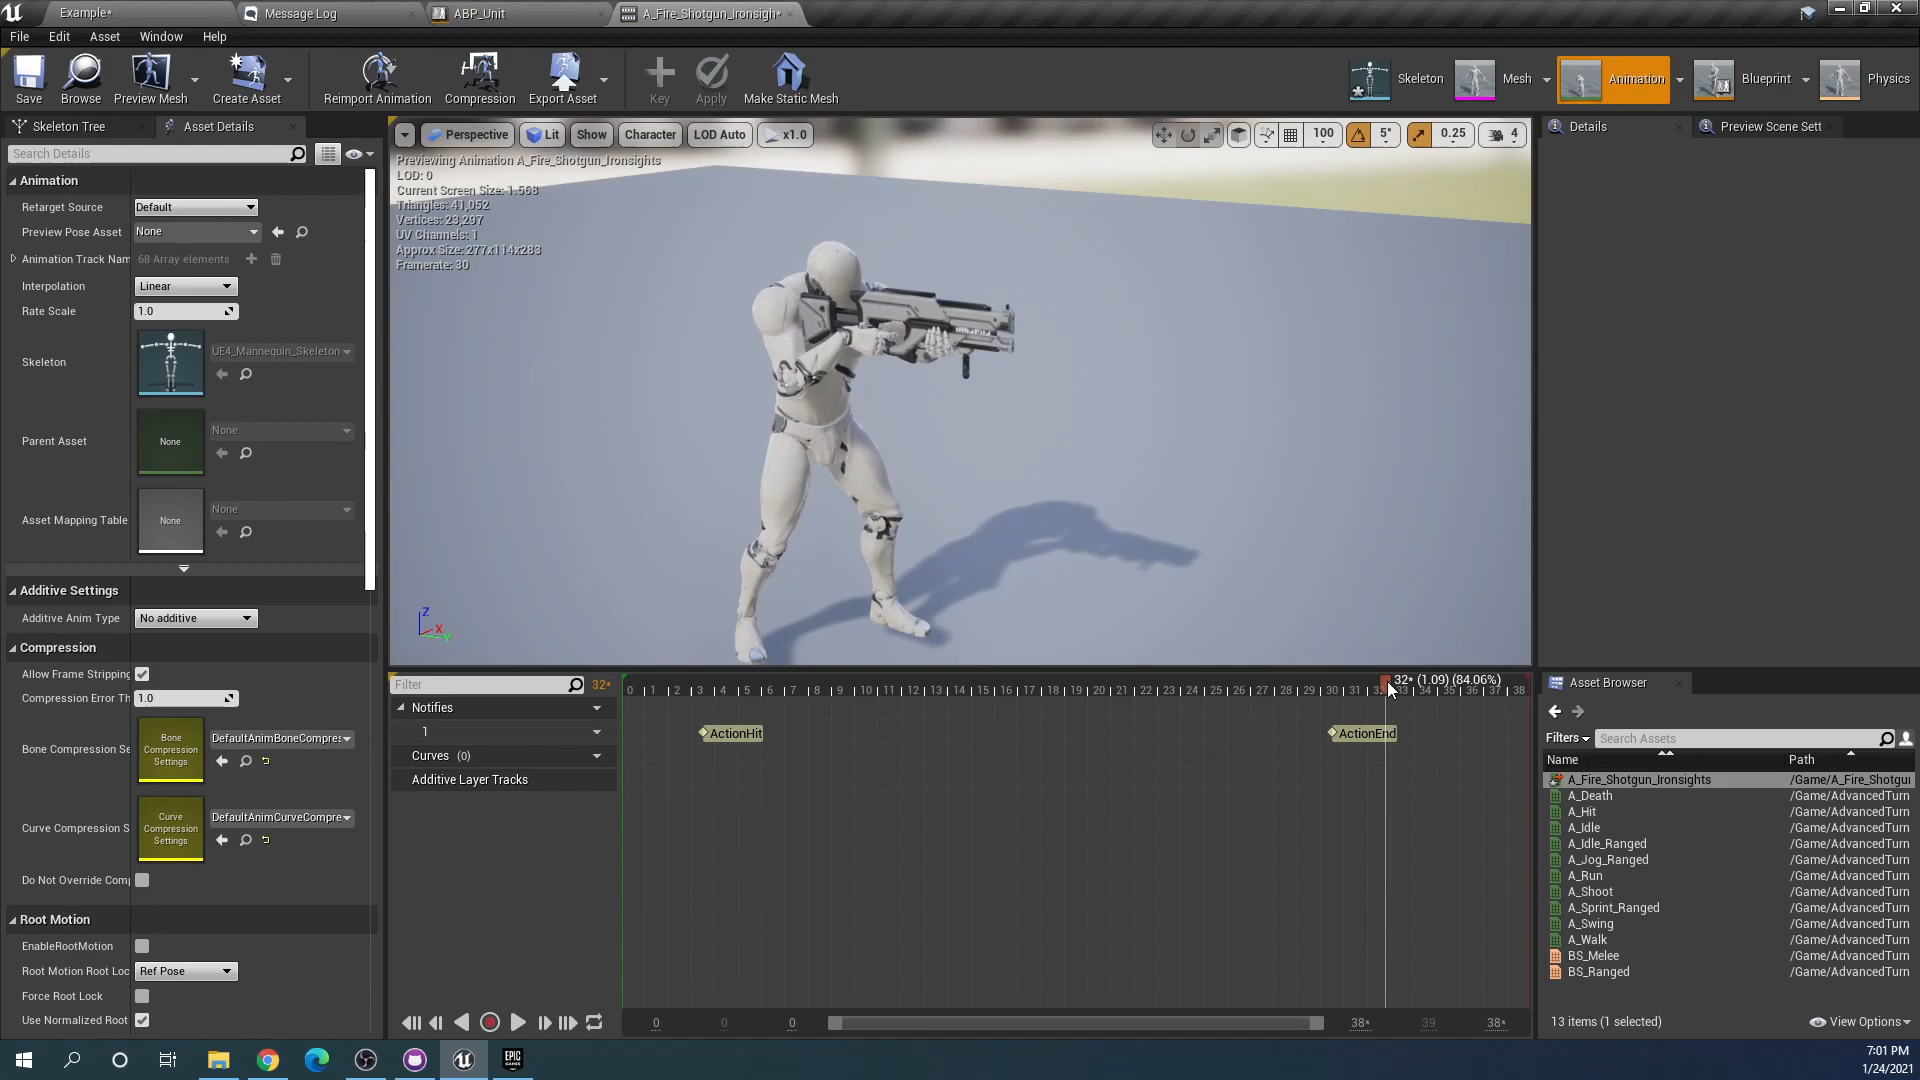 Example*
Message Log
ABP_Unit
A_Fire_Shotgun_Ironsigh*
File Edit Asset Window Help
Save
Browse
Preview Mesh
Create Asset
Reimport Animation
Compression
Export Asset
Key
Apply
Make Static Mesh
Skeleton
Mesh
Animation
Blueprint
Physics
Skeleton Tree
Asset Details
Search Details
Animation
Retarget Source Default
Preview Pose Asset None
Animation Track Nam 68 Array elements
Interpolation Linear
Rate Scale 1.0
Skeleton UE4_Mannequin_Skeleton
Parent Asset None None
Asset Mapping Table None None
Additive Settings
Additive Anim Type No additive
Compression
Allow Frame Stripping
Compression Error Th 1.0
Bone Compression Se Bone Compression Settings DefaultAnimBoneCompres
Curve Compression S Curve Compression Settings DefaultAnimCurveCompre
Do Not Override Comp
Root Motion
EnableRootMotion
Root Motion Root Loc Ref Pose
Force Root Lock
Use Normalized Root
Perspective Lit Show Character LOD Auto x1.0
100 5° 0.25 4
Previewing Animation A_Fire_Shotgun_Ironsights
LOD: 0
Current Screen Size: 1.568
Triangles: 41,052
Vertices: 23,297
UV Channels: 1
Approx Size: 277x114x283
Framerate: 30
Z
X
Y
Filter 32*
0 1 2 3 4 5 6 7 8 9 10 11 12 13 14 15 16 17 18 19 20 21 22 23 24 25 26 27 28 29 30 31 32 33 34 35 36 37 38
32* (1.09) (84.06%)
Notifies
1
ActionHit
ActionEnd
Curves (0)
Additive Layer Tracks
0 0 0 38* 39 38*
Details
Preview Scene Sett
Asset Browser
Filters Search Assets
Name Path
A_Fire_Shotgun_Ironsights /Game/A_Fire_Shotgun
A_Death /Game/AdvancedTurn
A_Hit /Game/AdvancedTurn
A_Idle /Game/AdvancedTurn
A_Idle_Ranged /Game/AdvancedTurn
A_Jog_Ranged /Game/AdvancedTurn
A_Run /Game/AdvancedTurn
A_Shoot /Game/AdvancedTurn
A_Sprint_Ranged /Game/AdvancedTurn
A_Swing /Game/AdvancedTurn
A_Walk /Game/AdvancedTurn
BS_Melee /Game/AdvancedTurn
BS_Ranged /Game/AdvancedTurn
13 items (1 selected)
View Options
EPIC GAMES
7:01 PM
1/24/2021